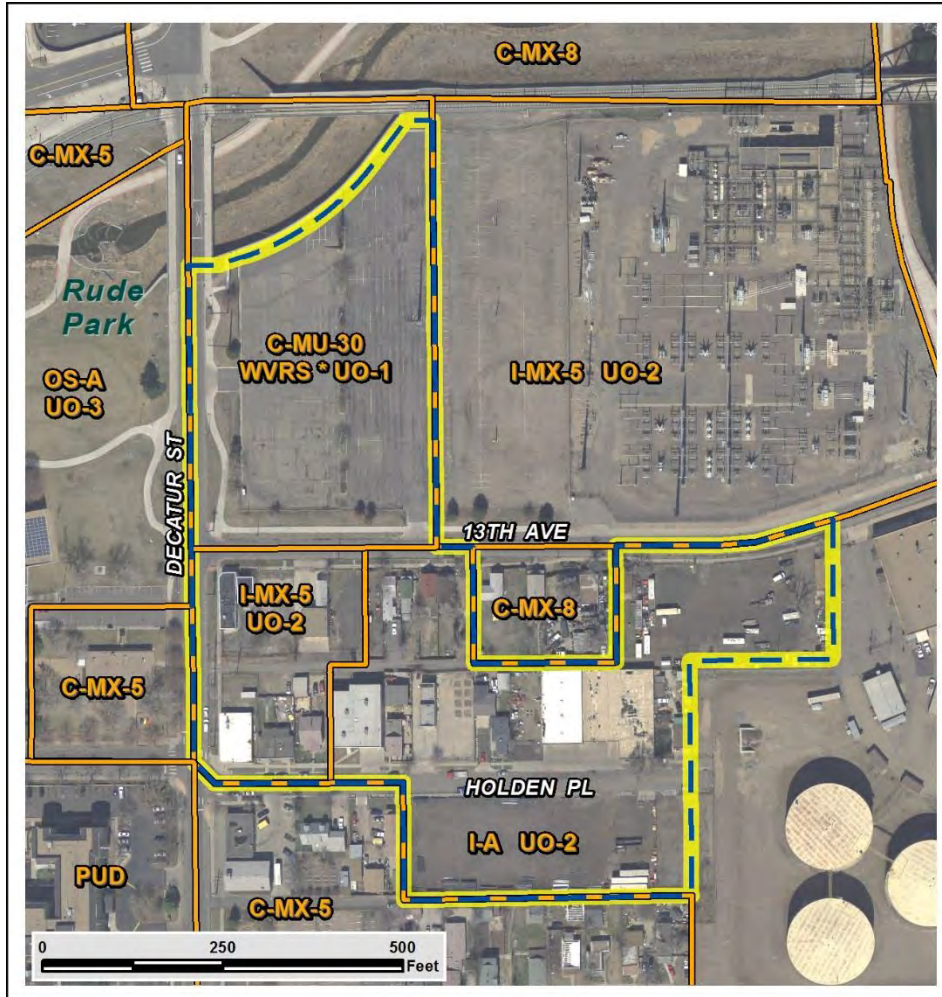 C-MX-8
C-MX-5
Rude
Park
OS-A
UO-3
C-MU-30
WVRS * UO-1
I-MX-5 UO-2
DECATUR ST
13TH AVE
I-MX-5
UO-2
C-MX-8
C-MX-5
HOLDEN PL
I-A UO-2
PUD
C-MX-5
0 250 500
Feet